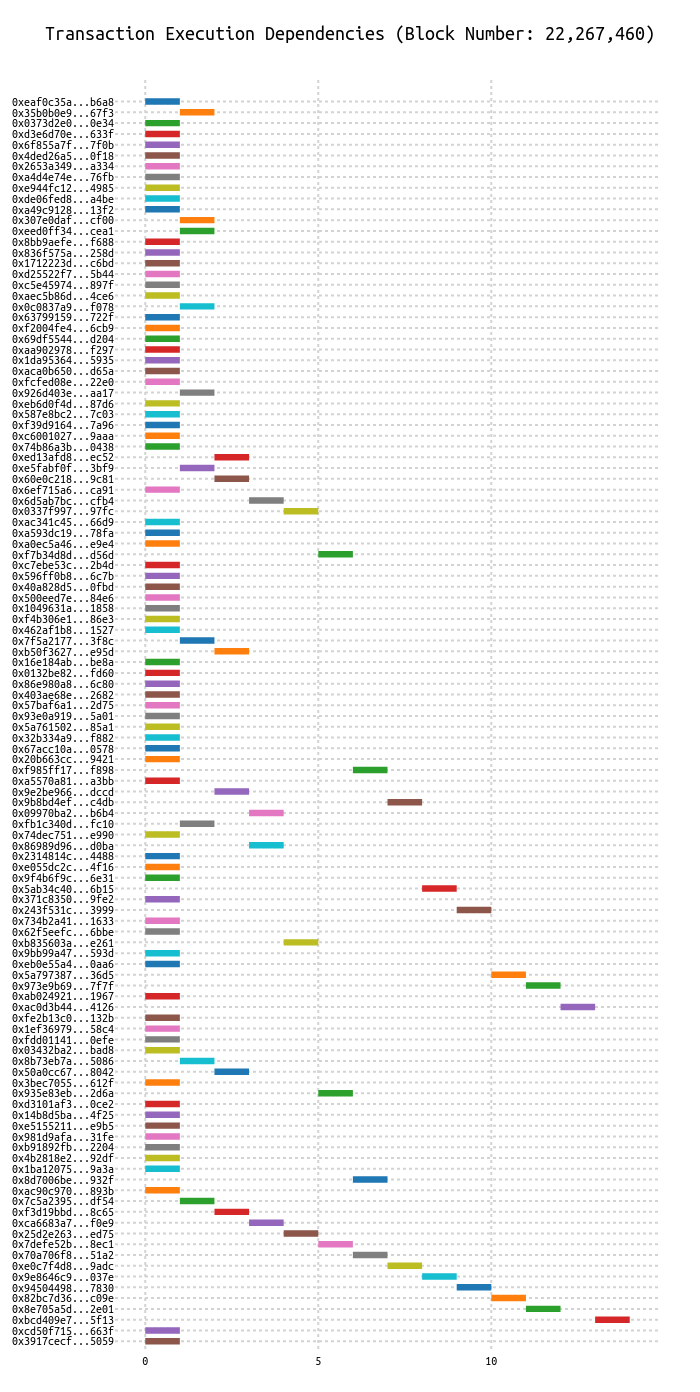 Transaction Execution Dependencies (Block Number: 22,267,460)
0xeaf0c35a...b6a8
0x35b0b0e9...67f3
0x0373d2e0...0e34
0xd3e6d70e...633f
0x6f855a7f...7f0b
0x4ded26a5...0f18
0x2653a349...a334
0xa4d4e74e...76fb
0xe944fc12...4985
0xde06fed8...a4be
0xa49c9128...13f2
0x307e0daf...cf00
0xeed0ff34...cea1
0x8bb9aefe...f688
0x836f575a...258d
0x1712223d...c6bd
0xd25522f7...5b44
0xc5e45974...897f
0xaec5b86d...4ce6
0x0c0837a9...f078
0x63799159...722f
0xf2004fe4...6cb9
0x69df5544...d204
0xaa902978...f297
0x1da95364...5935
0xaca0b650...d65a
0xfcfed08e...22e0
0x926d403e...aa17
0xeb6d0f4d...87d6
0x587e8bc2...7c03
0xf39d9164...7a96
0xc6001027...9aaa
0x74b86a3b...0438
0xed13afd8...ec52
0xe5fabf0f...3bf9
0x60e0c218...9c81
0x6ef715a6...ca91
0x6d5ab7bc...cfb4
0x0337f997...97fc
0xac341c45...66d9
0xa593dc19...78fa
0xa0ec5a46...e9e4
0xf7b34d8d...d56d
0xc7ebe53c...2b4d
0x596ff0b8...6c7b
0x40a828d5...0fbd
0x500eed7e...84e6
0x1049631a...1858
0xf4b306e1...86e3
0x462af1b8...1527
0x7f5a2177...3f8c
0xb50f3627...e95d
0x16e184ab...be8a
0x0132be82...fd60
0x86e980a8...6c80
0x403ae68e...2682
0x57baf6a1...2d75
0x93e0a919...5a01
0x5a761502...85a1
0x32b334a9...f882
0x67acc10a...0578
0x20b663cc...9421
0xf985ff17...f898
0xa5570a81...a3bb
0x9e2be966...dccd
0x9b8bd4ef...c4db
0x09970ba2...b6b4
0xfb1c340d...fc10
0x74dec751...e990
0x86989d96...d0ba
0x2314814c...4488
0xe055dc2c...4f16
0x9f4b6f9c...6e31
0x5ab34c40...6b15
0x371c8350...9fe2
0x243f531c...3999
0x734b2a41...1633
0x62f5eefc...6bbe
0xb835603a...e261
0x9bb99a47...593d
0xeb0e55a4...0aa6
0x5a797387...36d5
0x973e9b69...7f7f
0xab024921...1967
0xac0d3b44...4126
0xfe2b13c0...132b
0x1ef36979...58c4
0xfdd01141...0efe
0x03432ba2...bad8
0x8b73eb7a...5086
0x50a0cc67...8042
0x3bec7055...612f
0x935e83eb...2d6a
0xd3101af3...0ce2
0x14b8d5ba...4f25
0xe5155211...e9b5
0x981d9afa...31fe
0xb91892fb...2204
0x4b2818e2...92df
0x1ba12075...9a3a
0x8d7006be...932f
0xac90c970...893b
0x7c5a2395...df54
0xf3d19bbd...8c65
0xca6683a7...f0e9
0x25d2e263...ed75
0x7defe52b...8ec1
0x70a706f8...51a2
0xe0c7f4d8...9adc
0x9e8646c9...037e
0x94504498...7830
0x82bc7d36...c09e
0x8e705a5d...2e01
0xbcd409e7...5f13
0xcd50f715...663f
0x3917cecf...5059
0 5 10